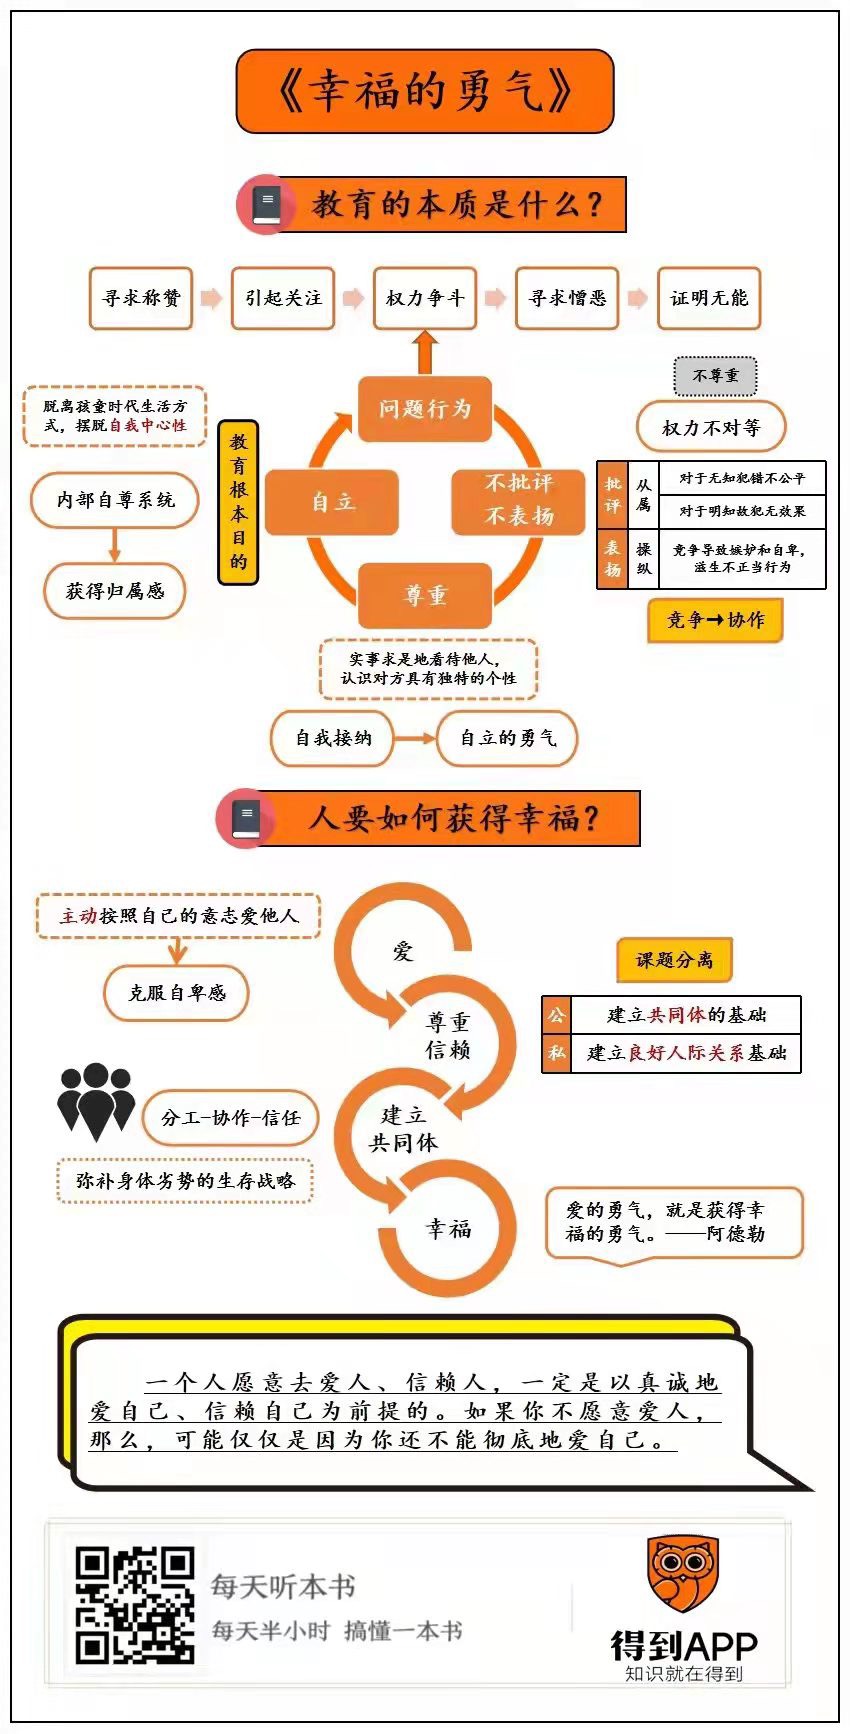 《幸福的勇气》
教育的本质是什么？
寻求称赞
引起关注
权力争斗
寻求憎恶
证明无能
脱离孩童时代生活方
式，摆脱自我中心性
内部自尊系统
获得归属感
教育根本目的
问题行为
不批评
不表扬
尊重
自立
不尊重
权力不对等
批评
从属
对于无知犯错不公平
对于明知故犯无效果
表扬
操纵
竞争导致嫉妒和自卑，
滋生不正当行为
竞争→协作
实事求是地看待他人，
认识对方具有独特的个性
自我接纳
自立的勇气
人要如何获得幸福？
主动按照自己的意志爱他人
克服自卑感
爱
尊重
信赖
课题分离
公
建立共同体的基础
私
建立良好人际关系基础
分工-协作-信任
弥补身体劣势的生存战略
建立
共同体
幸福
爱的勇气，就是获得幸
福的勇气。——阿德勒
一个人愿意去爱人、信赖人，一定是以真诚地
爱自己、信赖自己为前提的。如果你不愿意爱人，
那么，可能仅仅是因为你还不能彻底地爱自己。
每天听本书
每天半小时 搞懂一本书
得到APP
知识就在得到